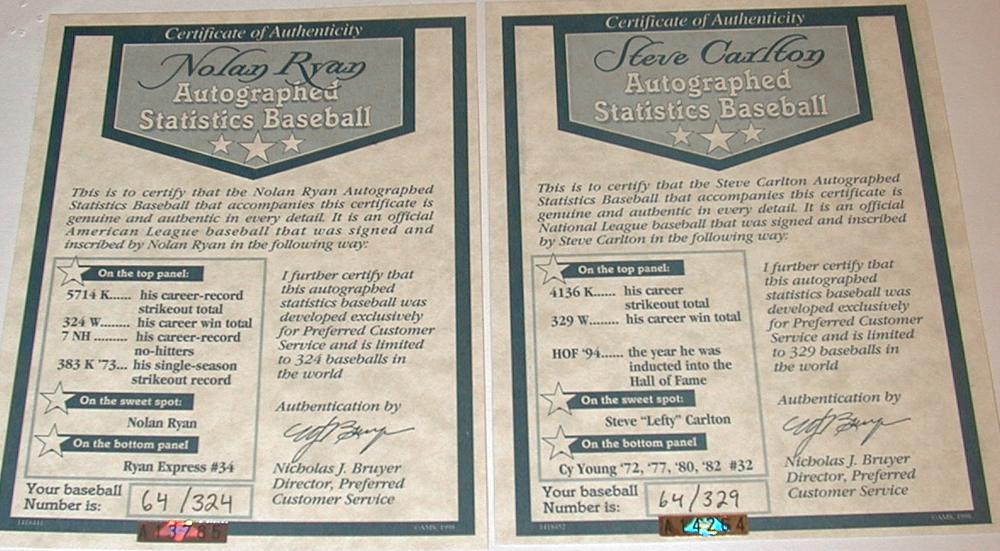 Certificate of Authenticity
Nolan Ryan
Autographed
Statistics Baseball
This is to certify that the Nolan Ryan Autographed
Statistics Baseball that accompanies this certificate is
genuine and authentic in every detail. It is an official
American League baseball that was signed and
inscribed by Nolan Ryan in the following way:
On the top panel:
5714 K...... his career-record
strikeout total
324 W........ his career win total
7 NH ......... his career-record
no-hitters
383 K '73... his single-season
strikeout record
On the sweet spot:
Nolan Ryan
On the bottom panel
Ryan Express #34
I further certify that
this autographed
statistics baseball was
developed exclusively
for Preferred Customer
Service and is limited
to 324 baseballs in
the world
Authentication by
Nicholas J. Bruyer
Director, Preferred
Customer Service
Your baseball
Number is:
64/324
Certificate of Authenticity
Steve Carlton
Autographed
Statistics Baseball
This is to certify that the Steve Carlton Autographed
Statistics Baseball that accompanies this certificate is
genuine and authentic in every detail. It is an official
National League baseball that was signed and inscribed
by Steve Carlton in the following way:
On the top panel:
4136 K...... his career
strikeout total
329 W........ his career win total
HOF '94...... the year he was
inducted into the
Hall of Fame
On the sweet spot:
Steve "Lefty" Carlton
On the bottom panel
Cy Young '72, '77, '80, '82 #32
I further certify that
this autographed
statistics baseball was
developed exclusively
for Preferred Customer
Service and is limited
to 329 baseballs in
the world
Authentication by
Nicholas J. Bruyer
Director, Preferred
Customer Service
Your baseball
Number is:
64/329